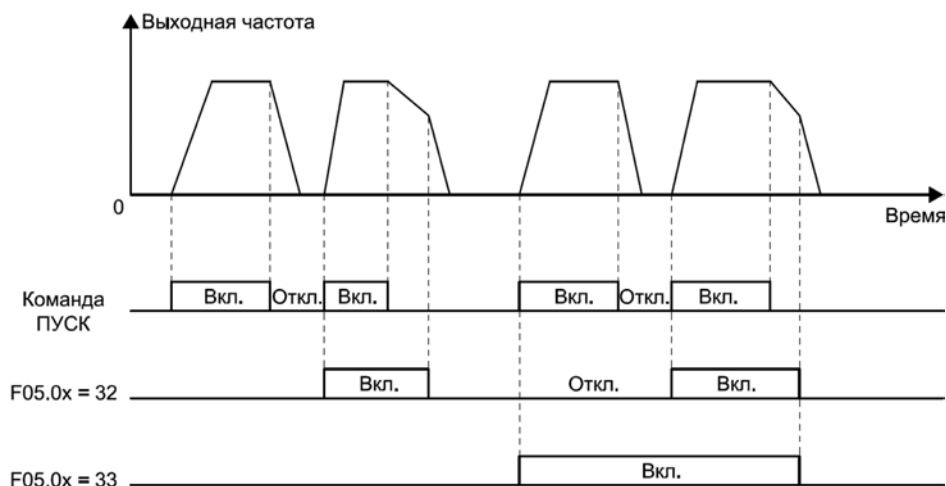 Выходная частота
0
Время
Команда
ПУСК
Вкл.
Откл.
Вкл.
Вкл.
Откл.
Вкл.
F05.0x = 32
Вкл.
Откл.
Вкл.
F05.0x = 33
Вкл.